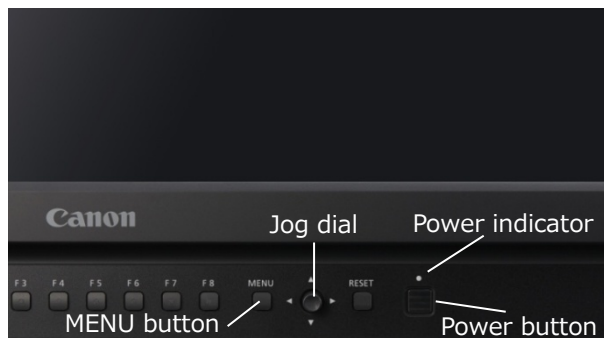 Canon
Jog dial
Power indicator
F3 F4 F5 F6 F7 F8 MENU RESET
MENU button
Power button